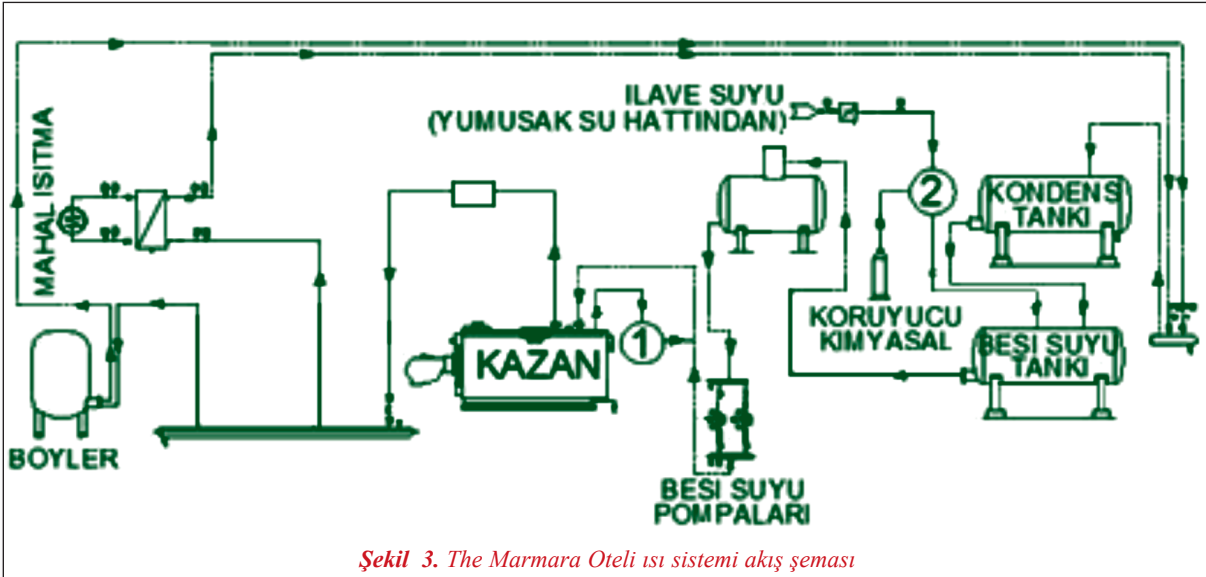 ILAVE SUYU
(YUMUSAK SU HATTINDAN)
MAHAL ISITMA
2
KONDENS
TANKI
KORUYUCU
KIMYASAL
BESI SUYU
TANKI
1
KAZAN
BOYLER
BESI SUYU
POMPALARI
Şekil 3. The Marmara Oteli ısı sistemi akış şeması